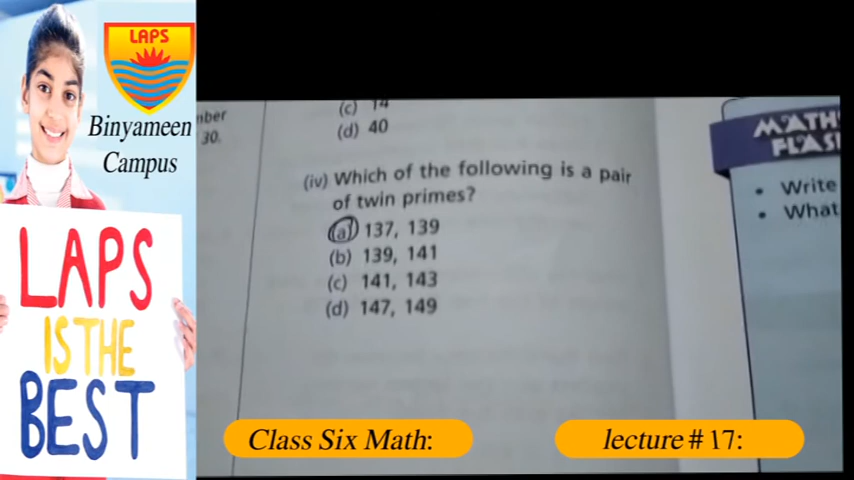 LAPS
Binyameen
Campus
LAPS
IS THE
BEST
30.
(c) 14
(d) 40
(iv) Which of the following is a pair
of twin primes?
(a) 137, 139
(b) 139, 141
(c) 141, 143
(d) 147, 149
Write
What
Class Six Math:
lecture # 17: